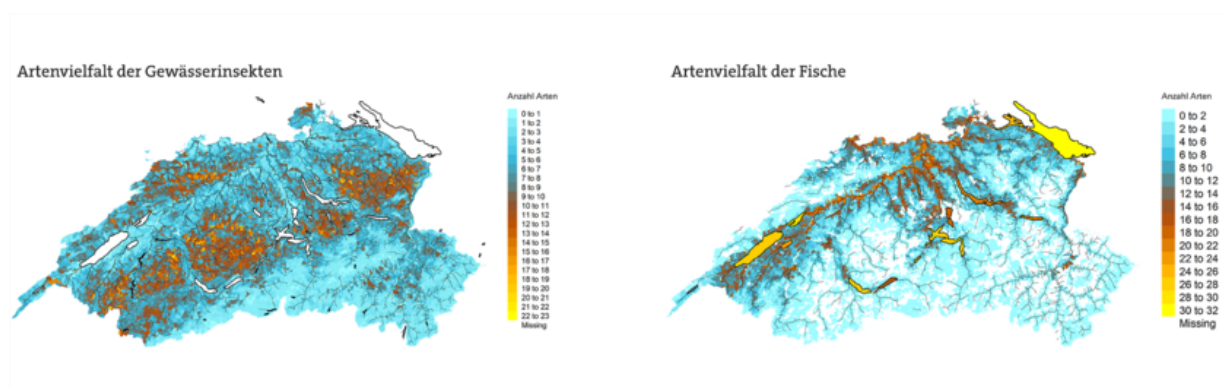 Artenvielfalt der Gewässerinsekten
Anzahl Arten
0 to 1
1 to 2
2 to 3
3 to 4
4 to 5
5 to 6
6 to 7
7 to 8
8 to 9
9 to 10
10 to 11
11 to 12
12 to 13
13 to 14
14 to 15
15 to 16
16 to 17
17 to 18
18 to 19
19 to 20
20 to 21
21 to 22
22 to 23
Missing
Artenvielfalt der Fische
Anzahl Arten
0 to 2
2 to 4
4 to 6
6 to 8
8 to 10
10 to 12
12 to 14
14 to 16
16 to 18
18 to 20
20 to 22
22 to 24
24 to 26
26 to 28
28 to 30
30 to 32
Missing